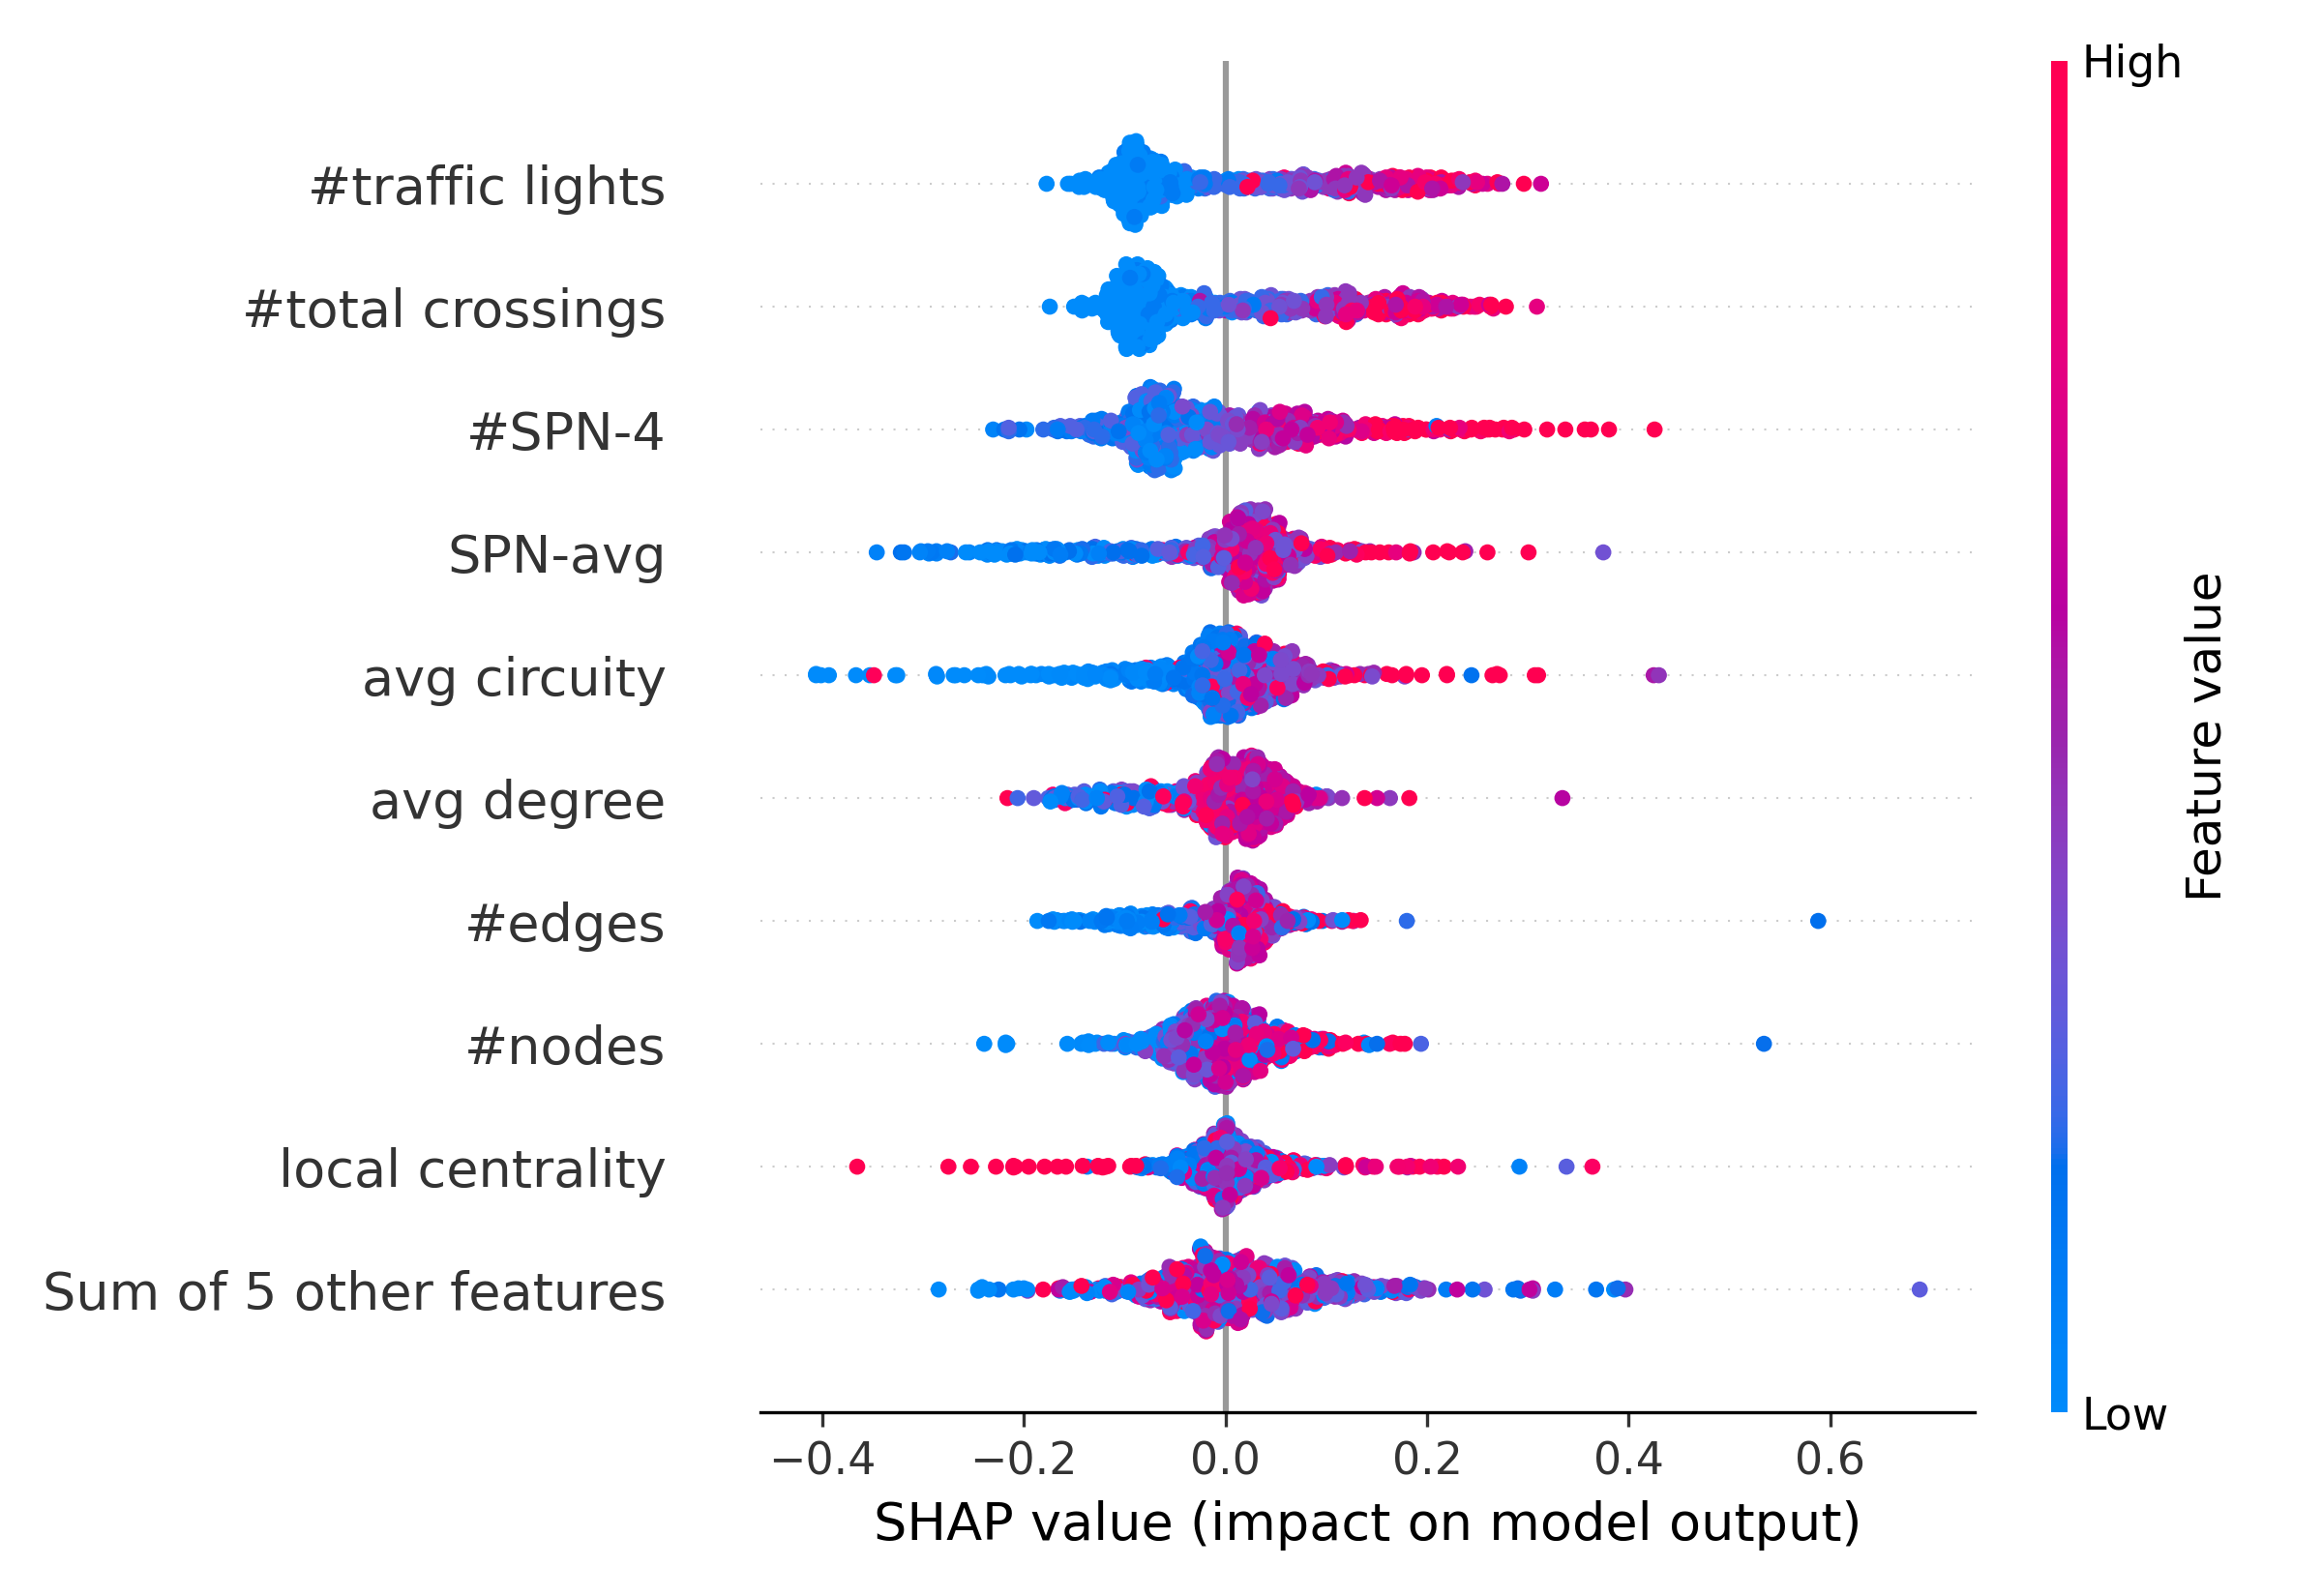 High
#traffic lights
#total crossings
#SPN-4
SPN-avg
avg circuity
avg degree
#edges
#nodes
local centrality
Sum of 5 other features
Feature value
Low
−0.4 −0.2 0.0 0.2 0.4 0.6
SHAP value (impact on model output)